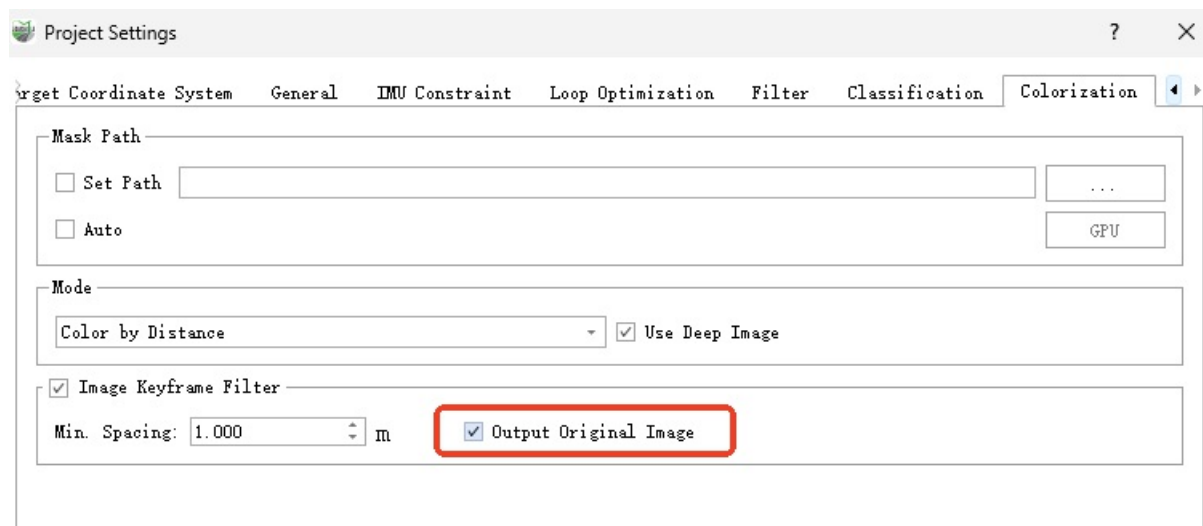 Project Settings ? ×
rget Coordinate System General IMU Constraint Loop Optimization Filter Classification Colorization
Mask Path
Set Path ...
Auto GPU
Mode
Color by Distance Use Deep Image
Image Keyframe Filter
Min. Spacing: 1.000 m Output Original Image